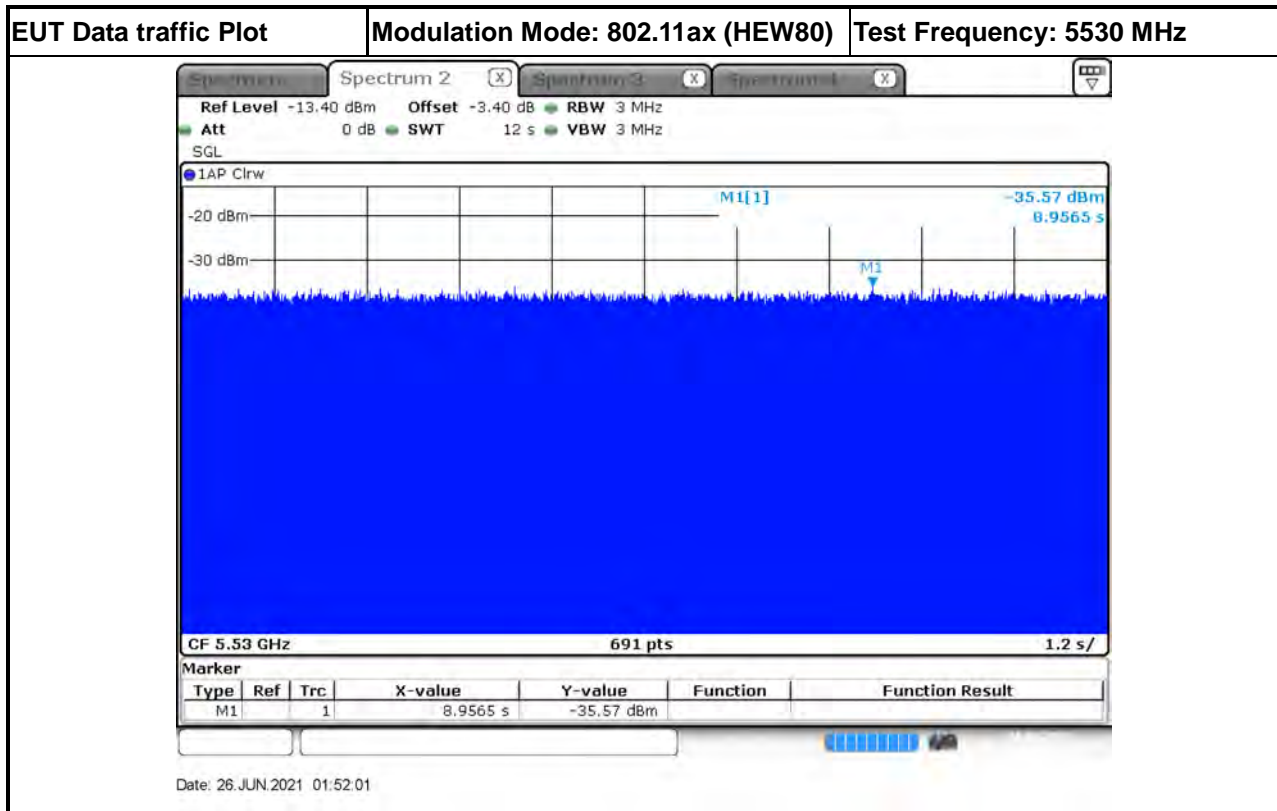 EUT Data traffic Plot Modulation Mode: 802.11ax (HEW80) Test Frequency: 5530 MHz
Spectrum 2 X X X
Ref Level -13.40 dBm Offset -3.40 dB RBW 3 MHz
Att 0 dB SWT 12 s VBW 3 MHz
SGL
1AP Clrw
M1[1] -35.57 dBm
8.9565 s
-20 dBm
-30 dBm
M1
CF 5.53 GHz 691 pts 1.2 s/
Marker
Type Ref Trc X-value Y-value Function Function Result
M1 1 8.9565 s -35.57 dBm
Date: 26.JUN.2021 01:52:01